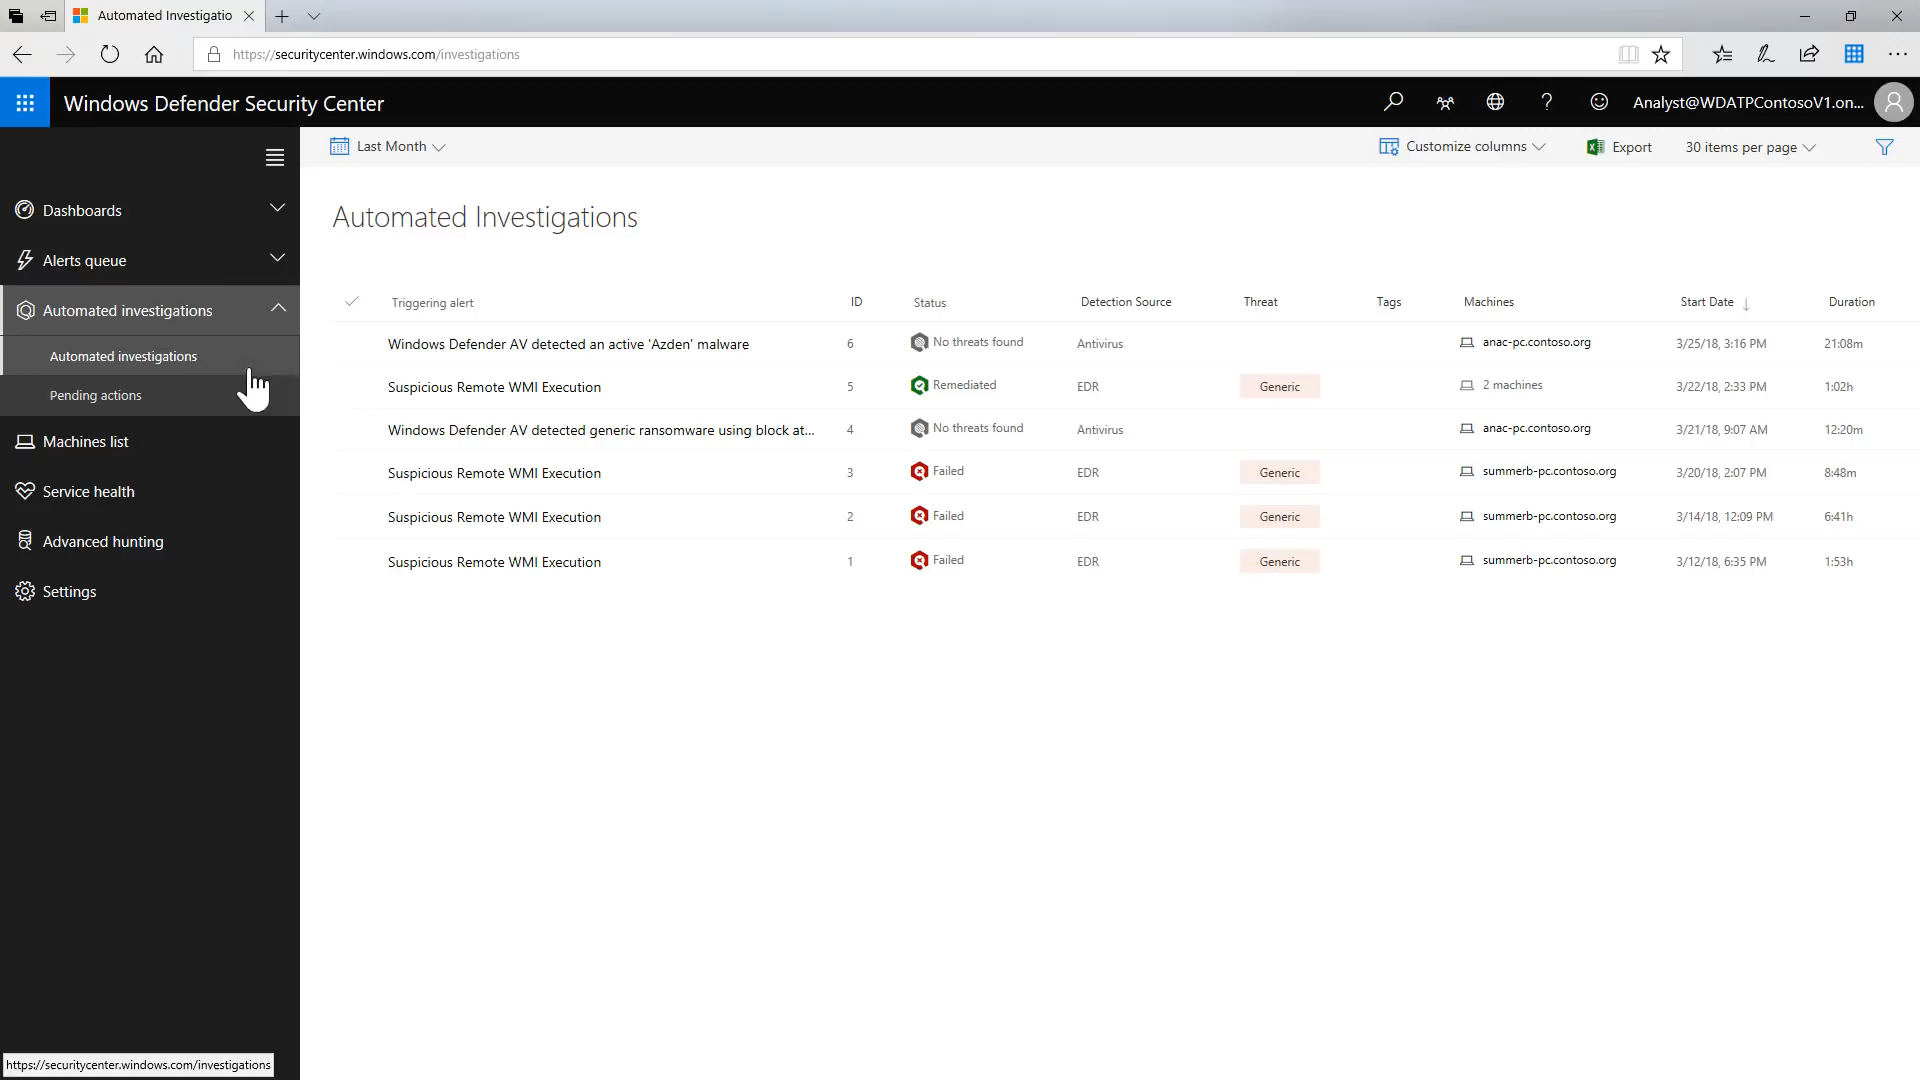 Automated Investigatio
https://securitycenter.windows.com/investigations
Windows Defender Security Center
Analyst@WDATPContosoV1.on...
Last Month
Customize columns
Export
30 items per page
Dashboards
Alerts queue
Automated investigations
Automated investigations
Pending actions
Machines list
Service health
Advanced hunting
Settings
Automated Investigations
Triggering alert ID Status Detection Source Threat Tags Machines Start Date Duration
Windows Defender AV detected an active 'Azden' malware 6 No threats found Antivirus anac-pc.contoso.org 3/25/18, 3:16 PM 21:08m
Suspicious Remote WMI Execution 5 Remediated EDR Generic 2 machines 3/22/18, 2:33 PM 1:02h
Windows Defender AV detected generic ransomware using block at... 4 No threats found Antivirus anac-pc.contoso.org 3/21/18, 9:07 AM 12:20m
Suspicious Remote WMI Execution 3 Failed EDR Generic summerb-pc.contoso.org 3/20/18, 2:07 PM 8:48m
Suspicious Remote WMI Execution 2 Failed EDR Generic summerb-pc.contoso.org 3/14/18, 12:09 PM 6:41h
Suspicious Remote WMI Execution 1 Failed EDR Generic summerb-pc.contoso.org 3/12/18, 6:35 PM 1:53h
https://securitycenter.windows.com/investigations